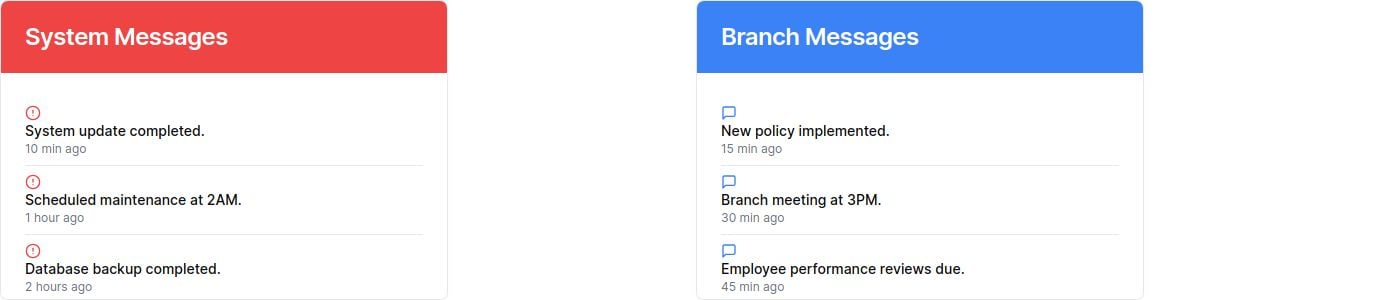 System Messages
System update completed.
10 min ago
Scheduled maintenance at 2AM.
1 hour ago
Database backup completed.
2 hours ago
Branch Messages
New policy implemented.
15 min ago
Branch meeting at 3PM.
30 min ago
Employee performance reviews due.
45 min ago